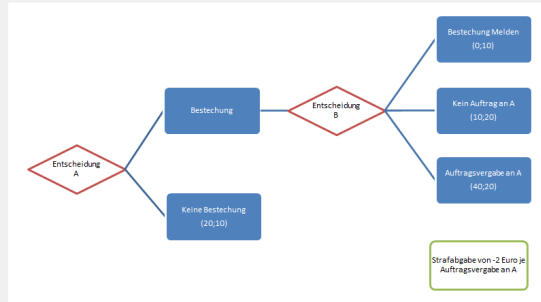 Bestechung Melden
(0;10)
Bestechung
Entscheidung
B
Kein Auftrag an A
(10;20)
Entscheidung
A
Auftragsvergabe an A
(40;20)
Keine Bestechung
(20;10)
Strafabgabe von -2 Euro je
Auftragsvergabe an A